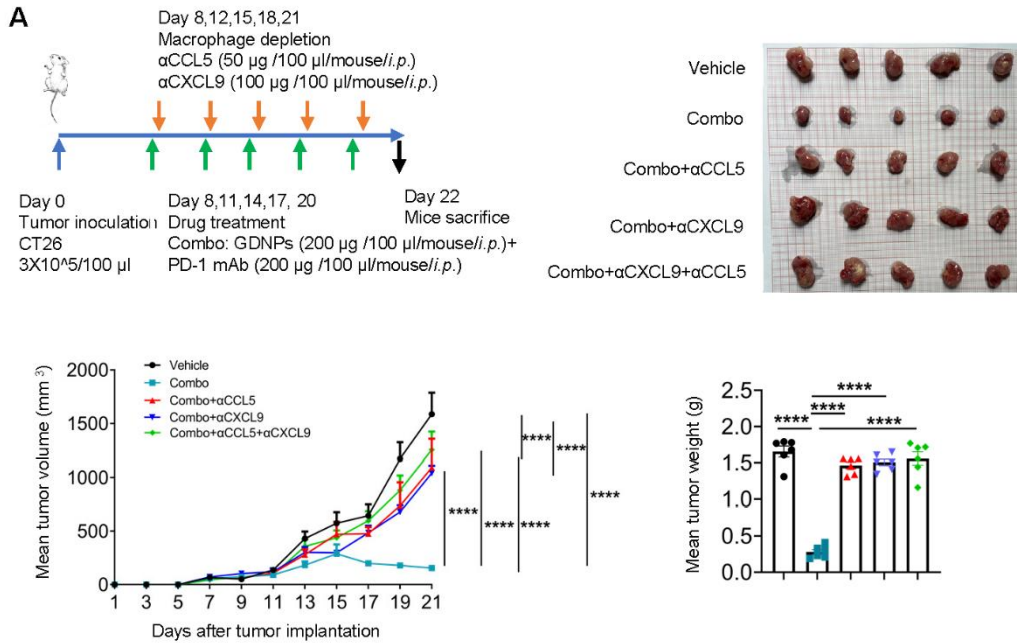 A
Day 8,12,15,18,21
Macrophage depletion
αCCL5 (50 µg /100 µl/mouse/i.p.)
αCXCL9 (100 µg /100 µl/mouse/i.p.)
Day 0
Tumor inoculation
CT26
3X10^5/100 µl
Day 8,11,14,17, 20
Drug treatment
Combo: GDNPs (200 µg /100 µl/mouse/i.p.)+
PD-1 mAb (200 µg /100 µl/mouse/i.p.)
Day 22
Mice sacrifice
Vehicle
Combo
Combo+αCCL5
Combo+αCXCL9
Combo+αCXCL9+αCCL5
Mean tumor volume (mm 3)
2000
1500
1000
500
0
Vehicle
Combo
Combo+αCCL5
Combo+αCXCL9
Combo+αCCL5+αCXCL9
1 3 5 7 9 11 13 15 17 19 21
Days after tumor implantation
****
****
****
****
****
****
****
Mean tumor weight (g)
2.5
2.0
1.5
1.0
0.5
0.0
****
****
****
****